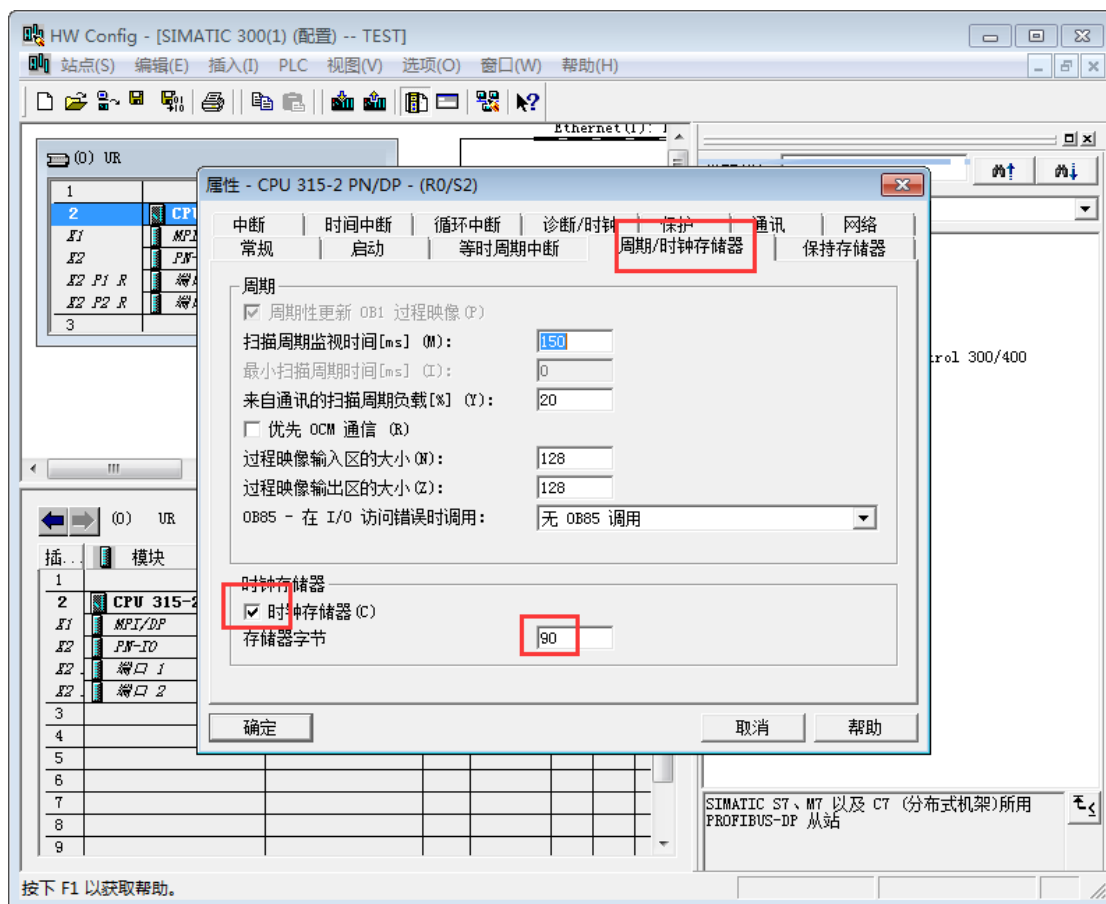 HW Config - [SIMATIC 300(1) (配置) -- TEST]
站点(S) 编辑(E) 插入(I) PLC 视图(V) 选项(O) 窗口(W) 帮助(H)
Ethernet(1):
(0) UR
1
2 CPU
X1 MPI
X2 PN-
X2 P1 R 端
X2 P2 R 端
3
属性 - CPU 315-2 PN/DP - (R0/S2)
中断 时间中断 循环中断 诊断/时钟 保护 通讯 网络
常规 启动 等时周期中断 周期/时钟存储器 保持存储器
周期
周期性更新 OB1 过程映像(P)
扫描周期监视时间[ms] (M): 150
最小扫描周期时间[ms] (I): 0
来自通讯的扫描周期负载[%] (Y): 20
优先 OCM 通信 (R)
过程映像输入区的大小(N): 128
过程映像输出区的大小(Z): 128
OB85 - 在 I/O 访问错误时调用: 无 OB85 调用
时钟存储器
时钟存储器(C)
存储器字节 90
确定 取消 帮助
rol 300/400
(0) UR
插... 模块
1
2 CPU 315-2
X1 MPI/DP
X2 PN-IO
X2 端口 1
X2 端口 2
3
4
5
6
7
8
9
SIMATIC S7、M7 以及 C7 (分布式机架)所用
PROFIBUS-DP 从站
按下 F1 以获取帮助。